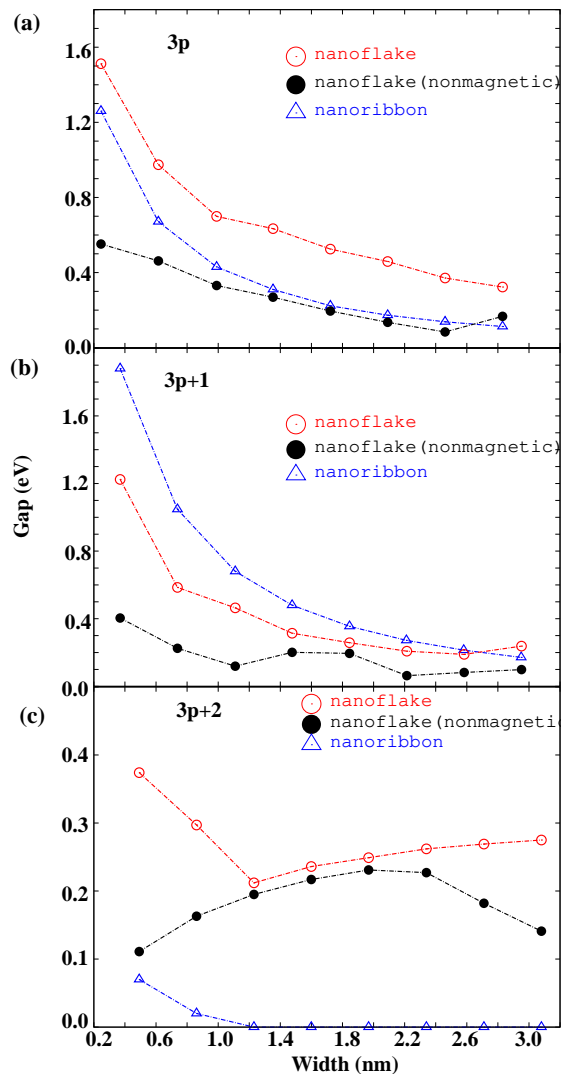 (a)
3p
nanoflake
nanoflake(nonmagnetic)
nanoribbon
1.6
1.2
0.8
0.4
0.0
(b)
3p+1
nanoflake
nanoflake(nonmagnetic)
nanoribbon
1.6
1.2
0.8
0.4
0.0
Gap (eV)
(c)
3p+2
nanoflake
nanoflake(nonmagnetic
nanoribbon
0.4
0.3
0.2
0.1
0.0
0.2 0.6 1.0 1.4 1.8 2.2 2.6 3.0
Width (nm)